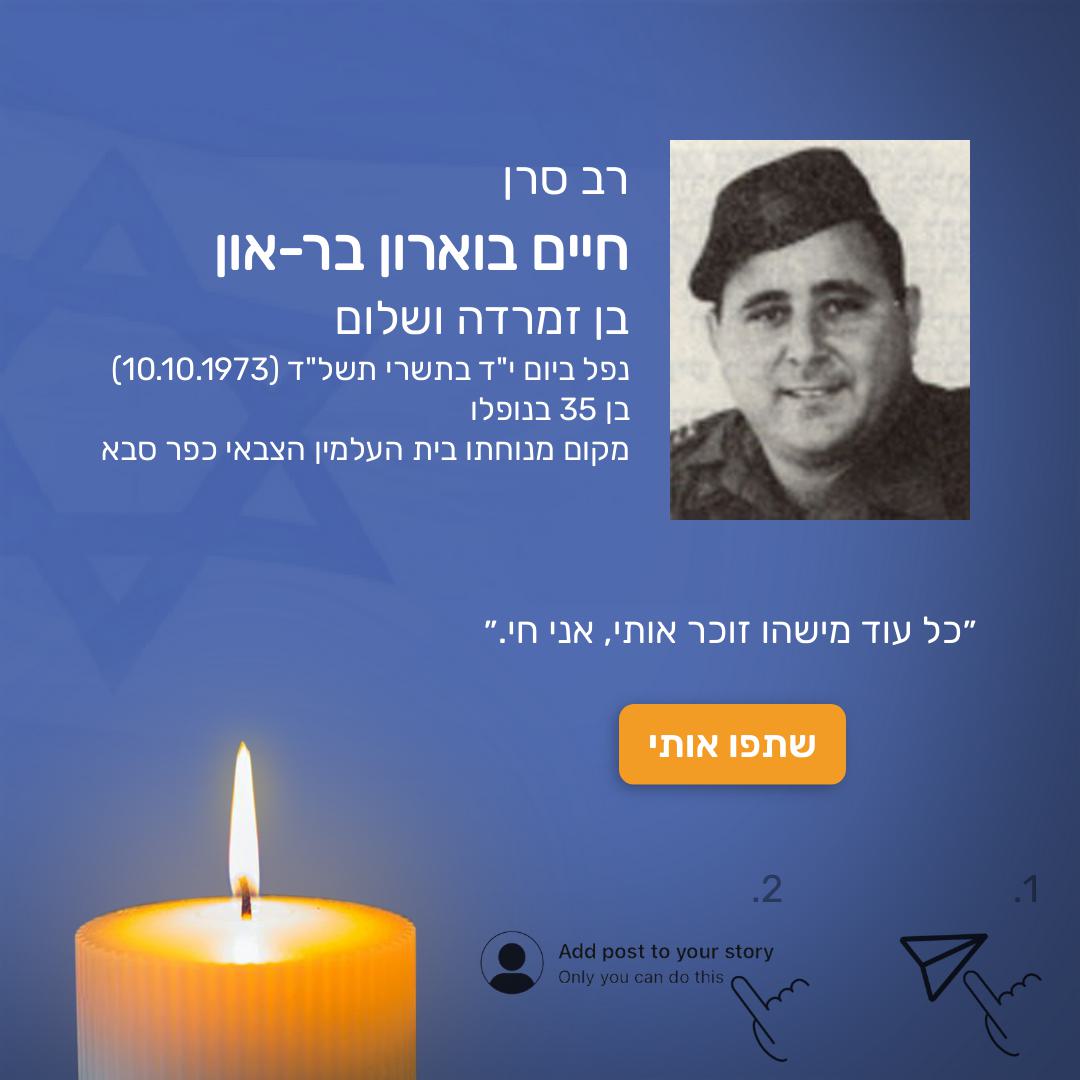 רב סרן
חיים בוארון בר-און
בן זמרדה ושלום
נפל ביום י"ד בתשרי תשל"ד (10.10.1973)
בן 35 בנופלו
מקום מנוחתו בית העלמין הצבאי כפר סבא
״כל עוד מישהו זוכר אותי, אני חי.״
שתפו אותי
.1
.2
Add post to your story
Only you can do this